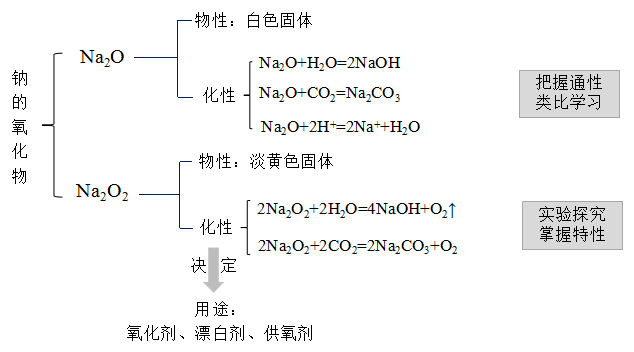 钠的氧化物
Na₂O
物性：白色固体
化性
Na₂O+H₂O=2NaOH
Na₂O+CO₂=Na₂CO₃
Na₂O+2H⁺=2Na⁺+H₂O
把握通性
类比学习
Na₂O₂
物性：淡黄色固体
化性
2Na₂O₂+2H₂O=4NaOH+O₂↑
2Na₂O₂+2CO₂=2Na₂CO₃+O₂
实验探究
掌握特性
决定
用途：
氧化剂、漂白剂、供氧剂